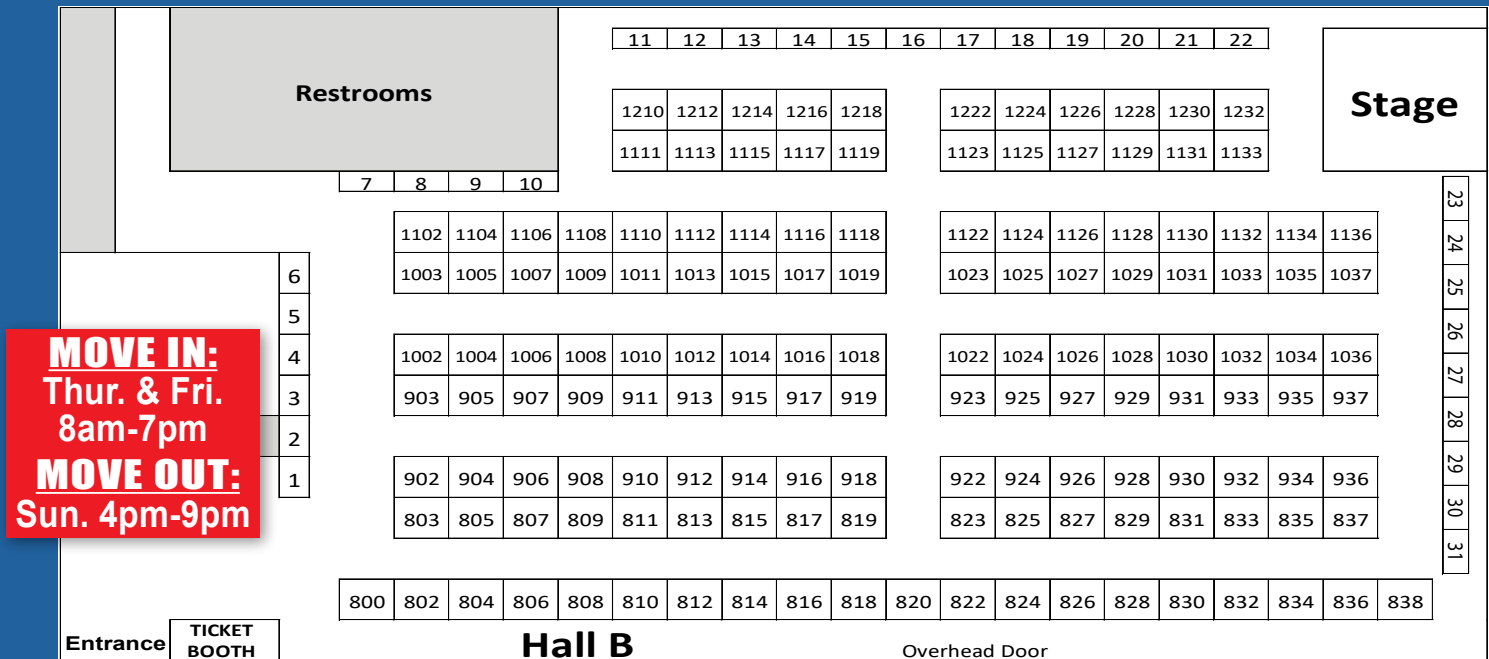 11 12 13 14 15 16 17 18 19 20 21 22
Restrooms
Stage
1210 1212 1214 1216 1218 1222 1224 1226 1228 1230 1232
1111 1113 1115 1117 1119 1123 1125 1127 1129 1131 1133
7 8 9 10
23
24
25
26
27
28
29
30
31
1102 1104 1106 1108 1110 1112 1114 1116 1118 1122 1124 1126 1128 1130 1132 1134 1136
1003 1005 1007 1009 1011 1013 1015 1017 1019 1023 1025 1027 1029 1031 1033 1035 1037
6
5
4
3
2
1
MOVE IN:
Thur. & Fri.
8am-7pm
MOVE OUT:
Sun. 4pm-9pm
1002 1004 1006 1008 1010 1012 1014 1016 1018 1022 1024 1026 1028 1030 1032 1034 1036
903 905 907 909 911 913 915 917 919 923 925 927 929 931 933 935 937
902 904 906 908 910 912 914 916 918 922 924 926 928 930 932 934 936
803 805 807 809 811 813 815 817 819 823 825 827 829 831 833 835 837
800 802 804 806 808 810 812 814 816 818 820 822 824 826 828 830 832 834 836 838
Entrance
TICKET
BOOTH
Hall B
Overhead Door